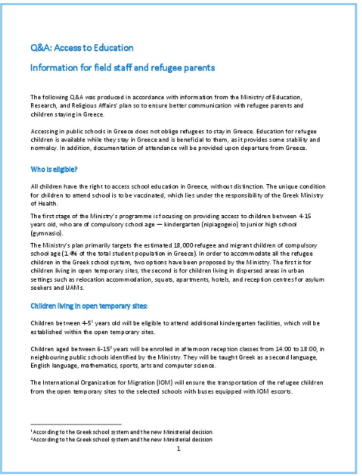 Q&A: Access to Education
Information for field staff and refugee parents
The following Q&A was produced in accordance with information from the Ministry of Education,
Research, and Religious Affairs' plan so to ensure better communication with refugee parents and
children staying in Greece.
Accessing in public schools in Greece does not oblige refugees to stay in Greece. Education for refugee
children is available while they stay in Greece and is beneficial to them, as it provides some stability and
normalcy. In addition, documentation of attendance will be provided upon departure from Greece.
Who is eligible?
All children have the right to access school education in Greece, without distinction. The unique condition
for children to attend school is to be vaccinated, which lies under the responsibility of the Greek Ministry
of Health.
The first stage of the Ministry's programme is focusing on providing access to children between 4-15
years old, who are of compulsory school age — kindergarten (nipiagogeio) to junior high school
(gymnasio).
The Ministry's plan primarily targets the estimated 18,000 refugee and migrant children of compulsory
school age (1.4% of the total student population in Greece). In order to accommodate all the refugee
children in the Greek school system, two options have been proposed by the Ministry. The first is for
children living in open temporary sites, the second is for children living in dispersed areas in urban
settings such as relocation accommodation, squats, apartments, hotels, and reception centres for asylum
seekers and UAMs.
Children living in open temporary sites:
Children between 4-5¹ years old will be eligible to attend additional kindergarten facilities, which will be
established within the open temporary sites.
Children aged between 6-15² years will be enrolled in afternoon reception classes from 14:00 to 18:00, in
neighbouring public schools identified by the Ministry. They will be taught Greek as a second language,
English language, mathematics, sports, arts and computer science.
The International Organization for Migration (IOM) will ensure the transportation of the refugee children
from the open temporary sites to the selected schools with buses equipped with IOM escorts.
¹According to the Greek school system and the new Ministerial decision
²According to the Greek school system and the new Ministerial decision
1